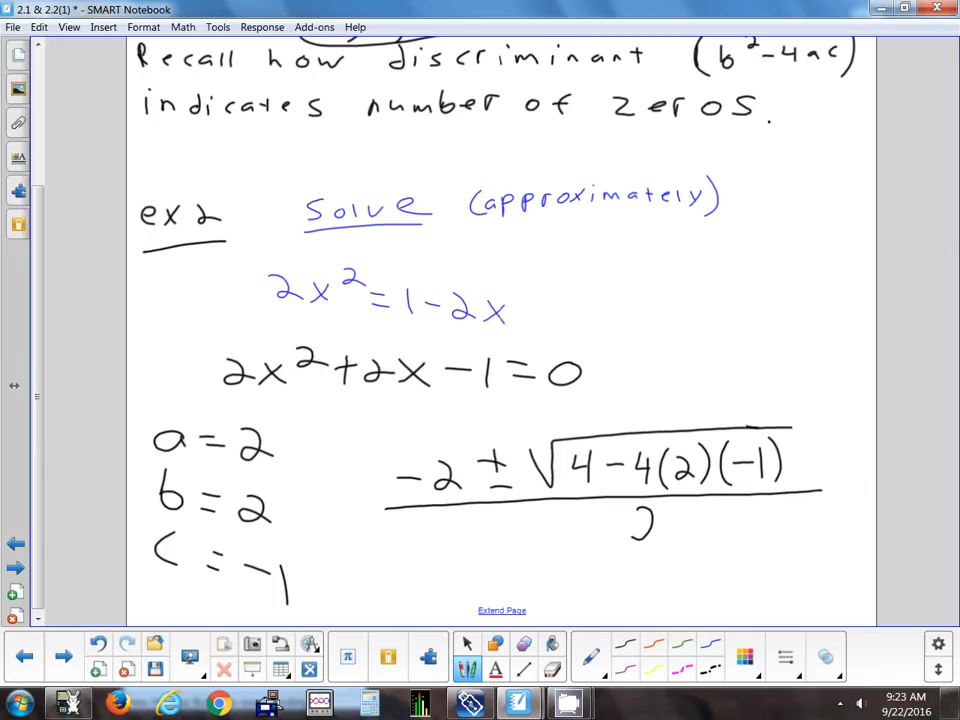 2.1 & 2.2(1) * - SMART Notebook
File Edit View Insert Format Math Tools Response Add-ons Help
Recall how discriminant (b²-4ac)
indicates number of zeros.
ex 2 Solve (approximately)
2x² = 1 - 2x
2x² + 2x - 1 = 0
a = 2
b = 2
c = -1
-2 ± √4 - 4(2)(-1)
Extend Page
9:23 AM
9/22/2016